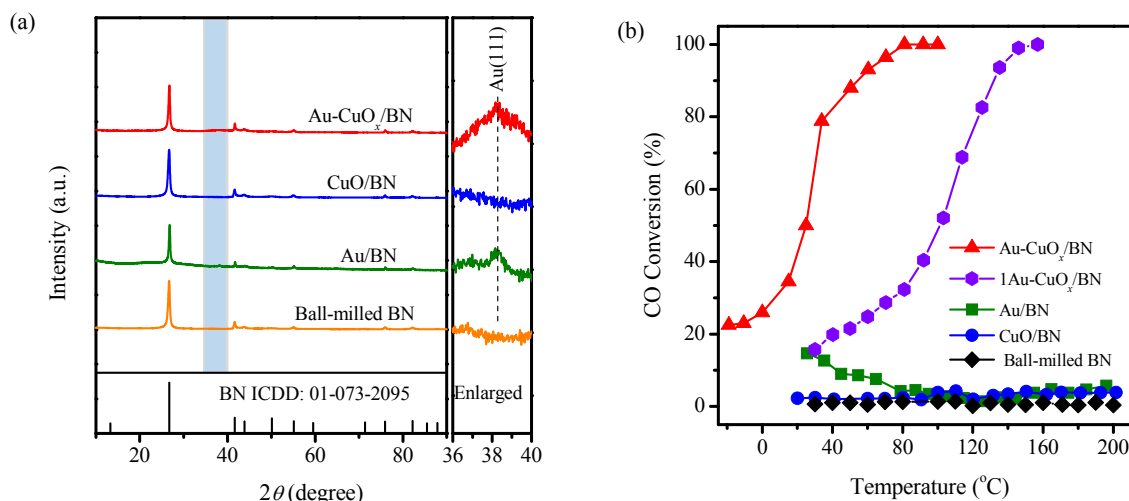 (a)
Au(111)
Au-CuOₓ/BN
CuO/BN
Au/BN
Ball-milled BN
BN ICDD: 01-073-2095
Enlarged
20 40 60 80 36 38 40
2θ (degree)
Intensity (a.u.)
(b)
100
80
60
40
20
0
CO Conversion (%)
Au-CuOₓ/BN
1Au-CuOₓ/BN
Au/BN
CuO/BN
Ball-milled BN
0 40 80 120 160 200
Temperature (°C)